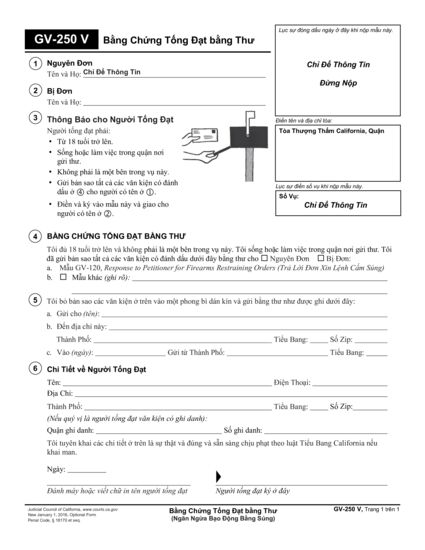 GV-250 V
Bằng Chứng Tống Đạt bằng Thư
Lục sự đóng dấu ngày ở đây khi nộp mẫu này.
Chỉ Để Thông Tin
Đừng Nộp
1 Nguyên Đơn
Tên và Họ: Chỉ Để Thông Tin
2 Bị Đơn
Tên và Họ:
3 Thông Báo cho Người Tống Đạt
Người tống đạt phải:
• Từ 18 tuổi trở lên.
• Sống hoặc làm việc trong quận nơi
gửi thư.
• Không phải là một bên trong vụ này.
• Gửi bản sao tất cả các văn kiện có đánh
dấu ở ④ cho người có tên ở ①.
• Điền và ký vào mẫu này và giao cho
người có tên ở ②.
Điền tên và địa chỉ tòa:
Tòa Thượng Thẩm California, Quận
Lục sự điền số vụ khi nộp mẫu này.
Số Vụ:
Chỉ Để Thông Tin
4 BẰNG CHỨNG TỐNG ĐẠT BẰNG THƯ
Tôi đủ 18 tuổi trở lên và không phải là một bên trong vụ này. Tôi sống hoặc làm việc trong quận nơi gửi thư. Tôi
đã gửi bản sao tất cả các văn kiện có đánh dấu dưới đây bằng thư cho ☐ Nguyên Đơn ☐ Bị Đơn:
a. Mẫu GV-120, Response to Petitioner for Firearms Restraining Orders (Trả Lời Đơn Xin Lệnh Cấm Súng)
b. ☐ Mẫu khác (ghi rõ):
5 Tôi bỏ bản sao các văn kiện ở trên vào một phong bì dán kín và gửi bằng thư như được ghi dưới đây:
a. Gửi cho (tên):
b. Đến địa chỉ này:
Thành Phố: Tiểu Bang: Số Zip:
c. Vào (ngày): Gửi từ Thành Phố: Tiểu Bang:
6 Chi Tiết về Người Tống Đạt
Tên: Điện Thoại:
Địa Chỉ:
Thành Phố: Tiểu Bang: Số Zip:
(Nếu quý vị là người tống đạt văn kiện có ghi danh):
Quận ghi danh: Số ghi danh:
Tôi tuyên khai các chi tiết ở trên là sự thật và đúng và sẵn sàng chịu phạt theo luật Tiểu Bang California nếu
khai man.
Ngày:
Đánh máy hoặc viết chữ in tên người tống đạt
Người tống đạt ký ở đây
Judicial Council of California, www.courts.ca.gov
New January 1, 2016, Optional Form
Penal Code, § 18170 et seq.
Bằng Chứng Tống Đạt bằng Thư
(Ngăn Ngừa Bạo Động Bằng Súng)
GV-250 V, Trang 1 trên 1